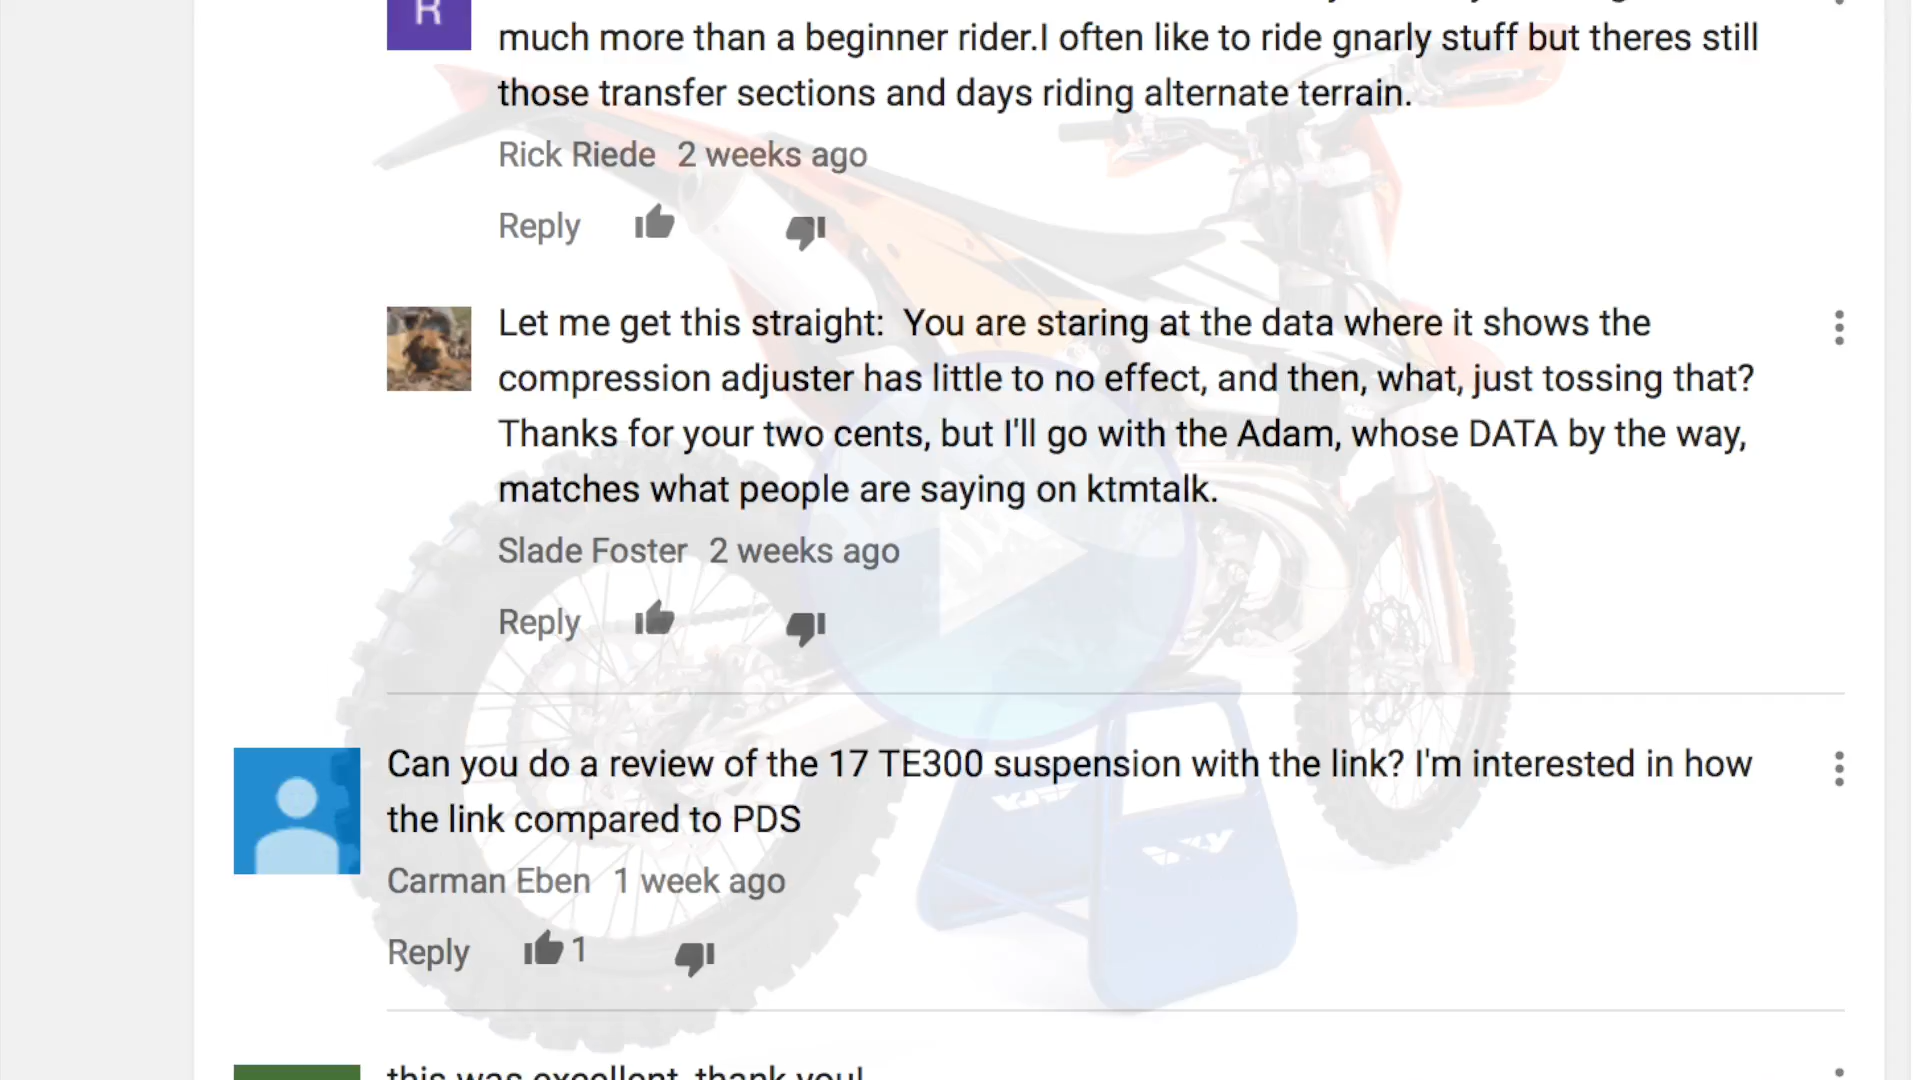 R
much more than a beginner rider.I often like to ride gnarly stuff but theres still
those transfer sections and days riding alternate terrain.
Rick Riede 2 weeks ago
Reply
Let me get this straight:  You are staring at the data where it shows the
compression adjuster has little to no effect, and then, what, just tossing that?
Thanks for your two cents, but I'll go with the Adam, whose DATA by the way,
matches what people are saying on ktmtalk.
Slade Foster 2 weeks ago
Reply
Can you do a review of the 17 TE300 suspension with the link? I'm interested in how
the link compared to PDS
Carman Eben 1 week ago
Reply 1
this was excellent, thank you!